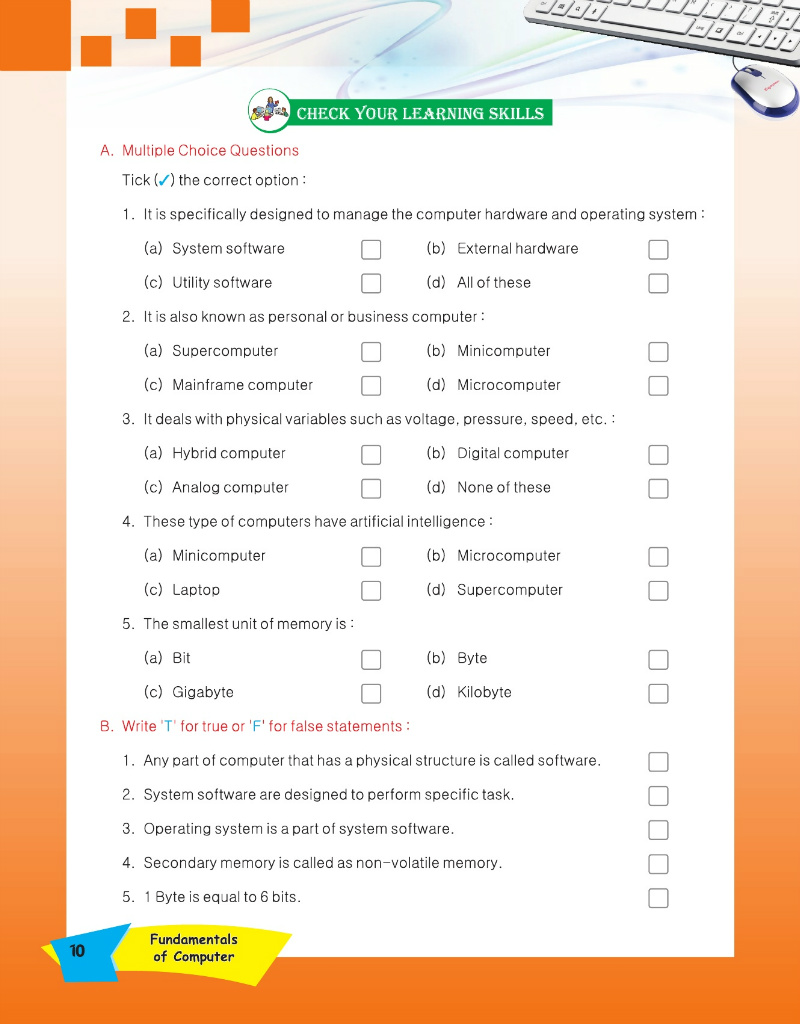 CHECK YOUR LEARNING SKILLS
A. Multiple Choice Questions
Tick (✓) the correct option :
1. It is specifically designed to manage the computer hardware and operating system :
(a) System software (b) External hardware
(c) Utility software (d) All of these
2. It is also known as personal or business computer :
(a) Supercomputer (b) Minicomputer
(c) Mainframe computer (d) Microcomputer
3. It deals with physical variables such as voltage, pressure, speed, etc. :
(a) Hybrid computer (b) Digital computer
(c) Analog computer (d) None of these
4. These type of computers have artificial intelligence :
(a) Minicomputer (b) Microcomputer
(c) Laptop (d) Supercomputer
5. The smallest unit of memory is :
(a) Bit (b) Byte
(c) Gigabyte (d) Kilobyte
B. Write 'T' for true or 'F' for false statements :
1. Any part of computer that has a physical structure is called software.
2. System software are designed to perform specific task.
3. Operating system is a part of system software.
4. Secondary memory is called as non-volatile memory.
5. 1 Byte is equal to 6 bits.
10
Fundamentals
of Computer